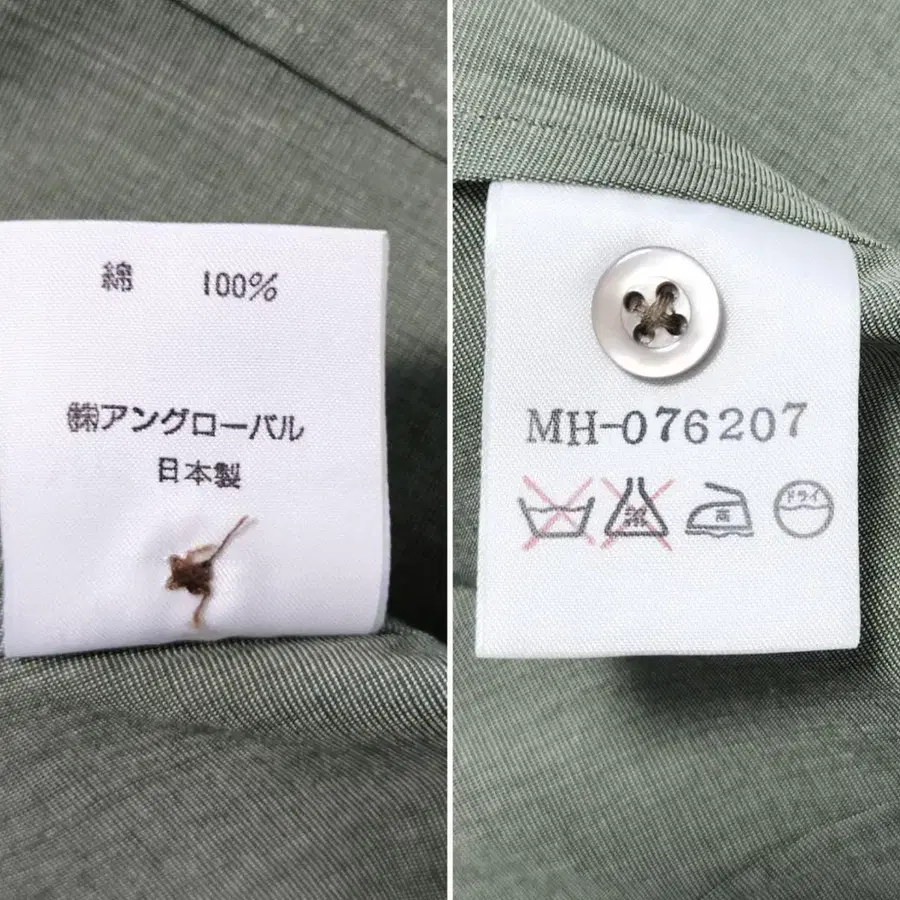 綿 100%
㈱アングローバル
日本製
MH-076207
高
ドライ